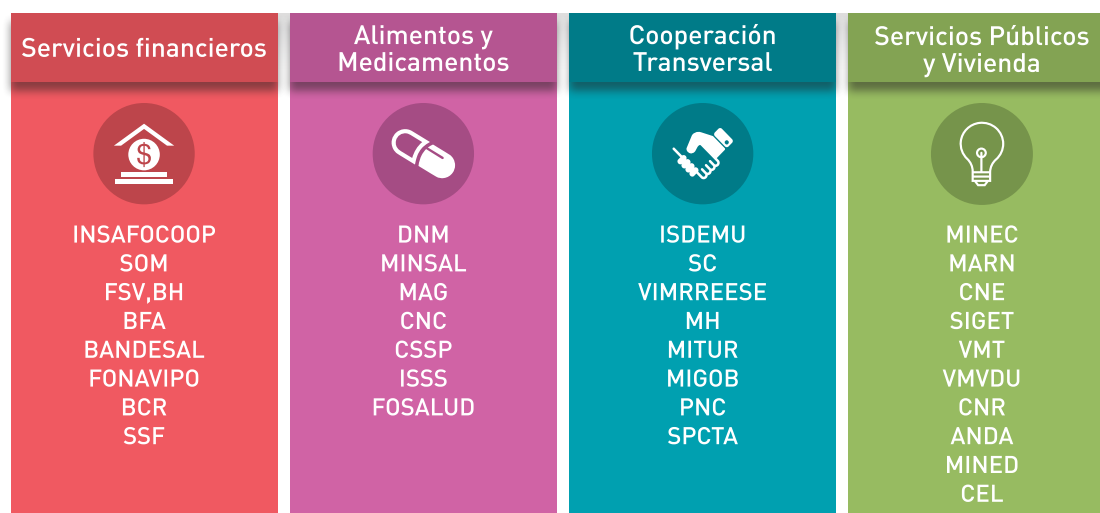 Servicios financieros
$
INSAFOCOOP
SOM
FSV,BH
BFA
BANDESAL
FONAVIPO
BCR
SSF
Alimentos y
Medicamentos
DNM
MINSAL
MAG
CNC
CSSP
ISSS
FOSALUD
Cooperación
Transversal
ISDEMU
SC
VIMRREESE
MH
MITUR
MIGOB
PNC
SPCTA
Servicios Públicos
y Vivienda
MINEC
MARN
CNE
SIGET
VMT
VMVDU
CNR
ANDA
MINED
CEL